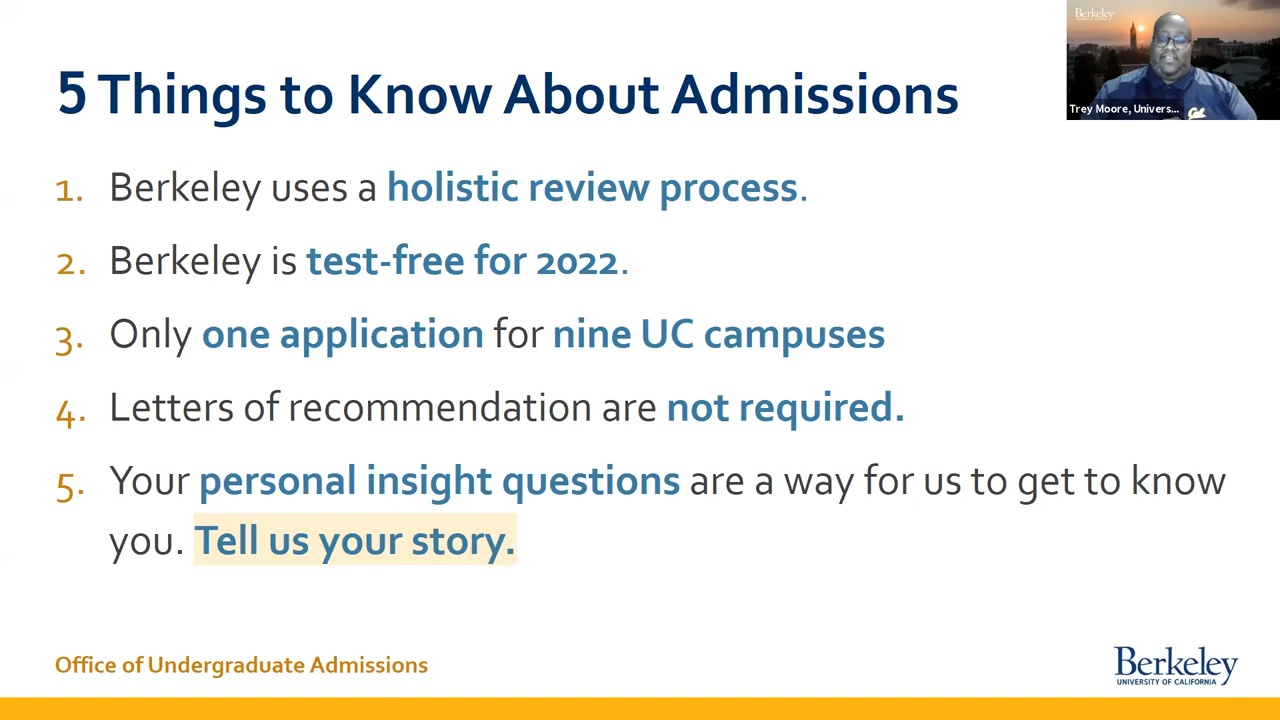 5 Things to Know About Admissions
Berkeley
Trey Moore, Univers...
1. Berkeley uses a holistic review process.
2. Berkeley is test-free for 2022.
3. Only one application for nine UC campuses
4. Letters of recommendation are not required.
5. Your personal insight questions are a way for us to get to know
you. Tell us your story.
Office of Undergraduate Admissions
Berkeley
UNIVERSITY OF CALIFORNIA
Cal